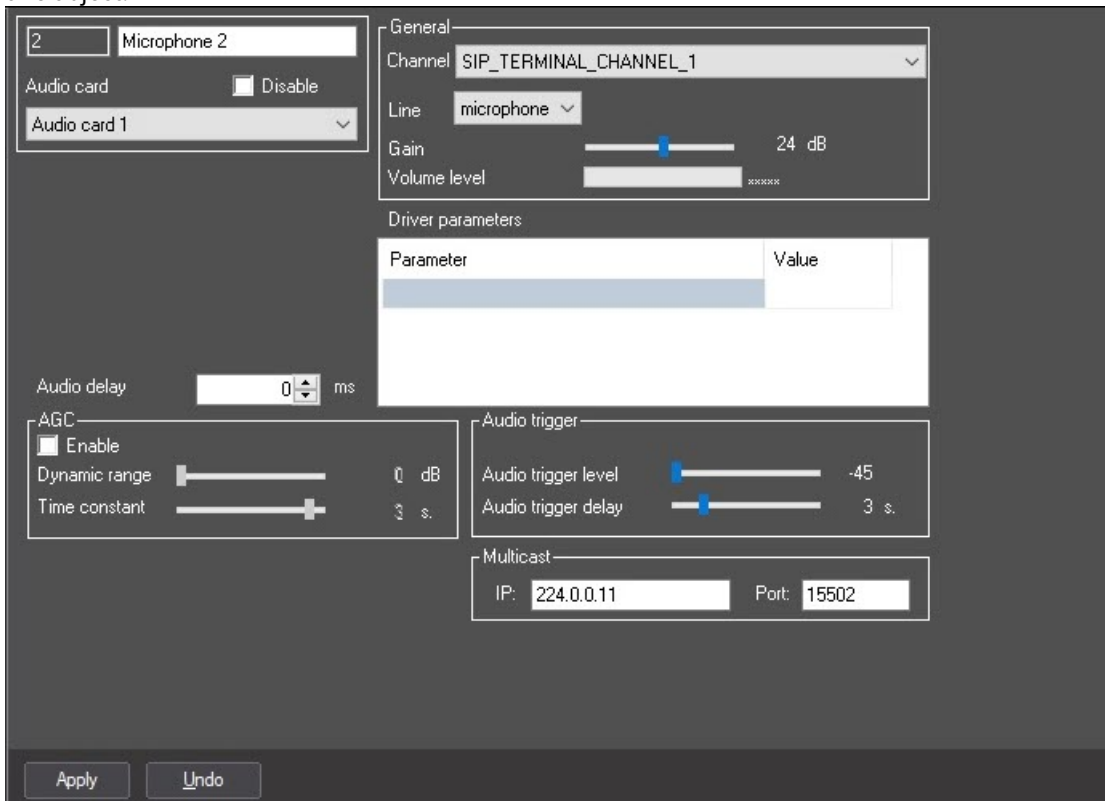 2 Microphone 2
Audio card Disable
Audio card 1
General
Channel SIP_TERMINAL_CHANNEL_1
Line microphone
Gain 24 dB
Volume level xxxxx
Driver parameters
Parameter Value
Audio delay 0 ms
AGC
Enable
Dynamic range 0 dB
Time constant 3 s.
Audio trigger
Audio trigger level -45
Audio trigger delay 3 s.
Multicast
IP: 224.0.0.11 Port: 15502
Apply Undo